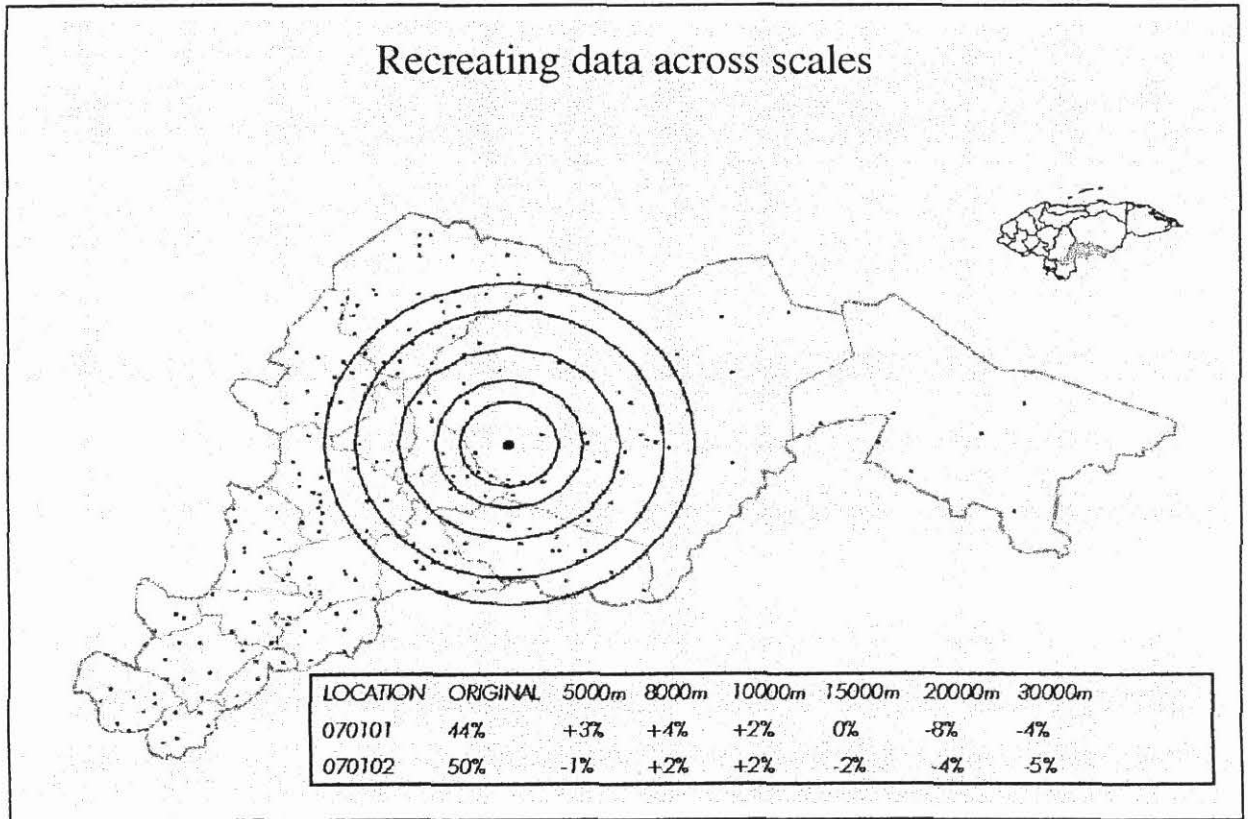 Recreating data across scales
LOCATION ORIGINAL 5000m 8000m 10000m 15000m 20000m 30000m
070101 44% +3% +4% +2% 0% -8% -4%
070102 50% -1% +2% +2% -2% -4% -5%